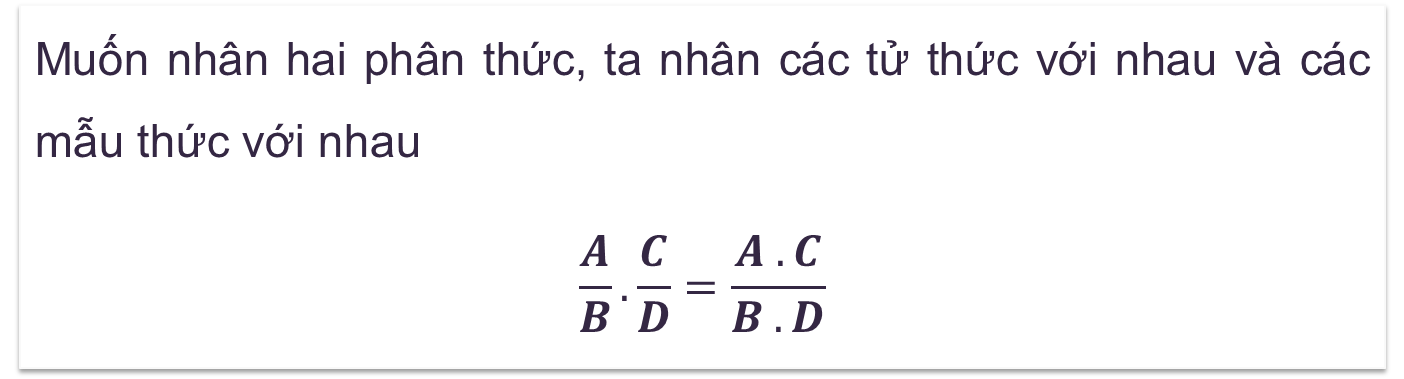 Muốn nhân hai phân thức, ta nhân các tử thức với nhau và các
mẫu thức với nhau
A/B . C/D = A . C/B . D